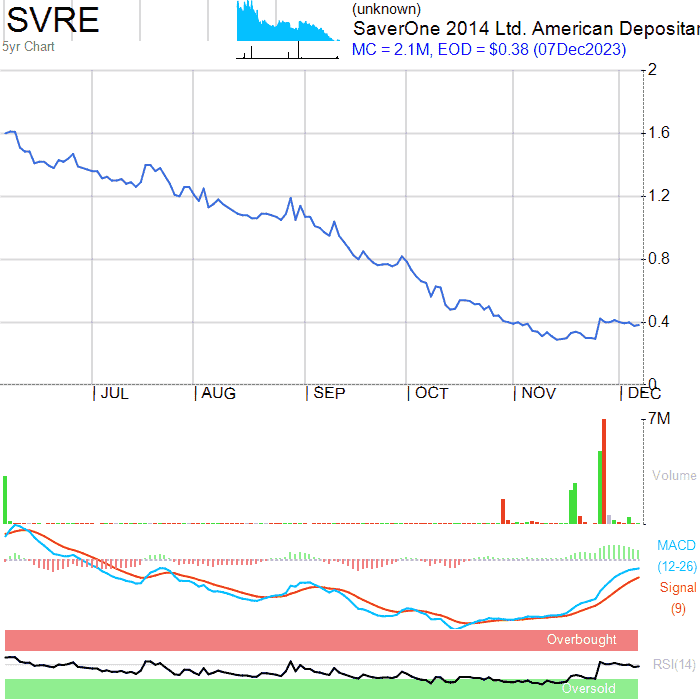 SVRE
5yr Chart
(unknown)
SaverOne 2014 Ltd. American Depositar
MC = 2.1M, EOD = $0.38 (07Dec2023)
2
1.6
1.2
0.8
0.4
0
JUL AUG SEP OCT NOV DEC
7M
Volume
MACD
(12-26)
Signal
(9)
Overbought
RSI(14)
Oversold